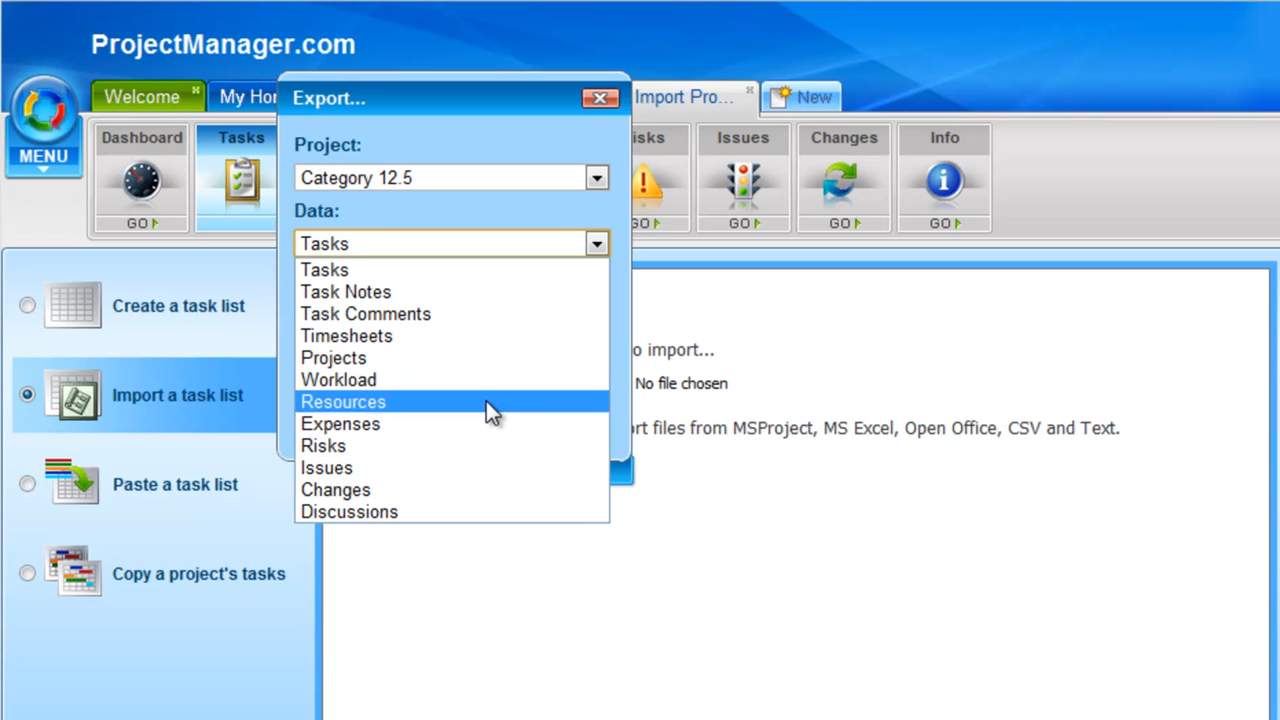 ProjectManager.com
Welcome
My Ho
Export...
Import Pro...
New
MENU
Dashboard
Tasks
isks
Issues
Changes
Info
GO
GO
GO
GO
GO
Project:
Category 12.5
Data:
Tasks
Tasks
Task Notes
Task Comments
Timesheets
Projects
Workload
Resources
Expenses
Risks
Issues
Changes
Discussions
Create a task list
Import a task list
Paste a task list
Copy a project's tasks
o import...
No file chosen
rt files from MSProject, MS Excel, Open Office, CSV and Text.